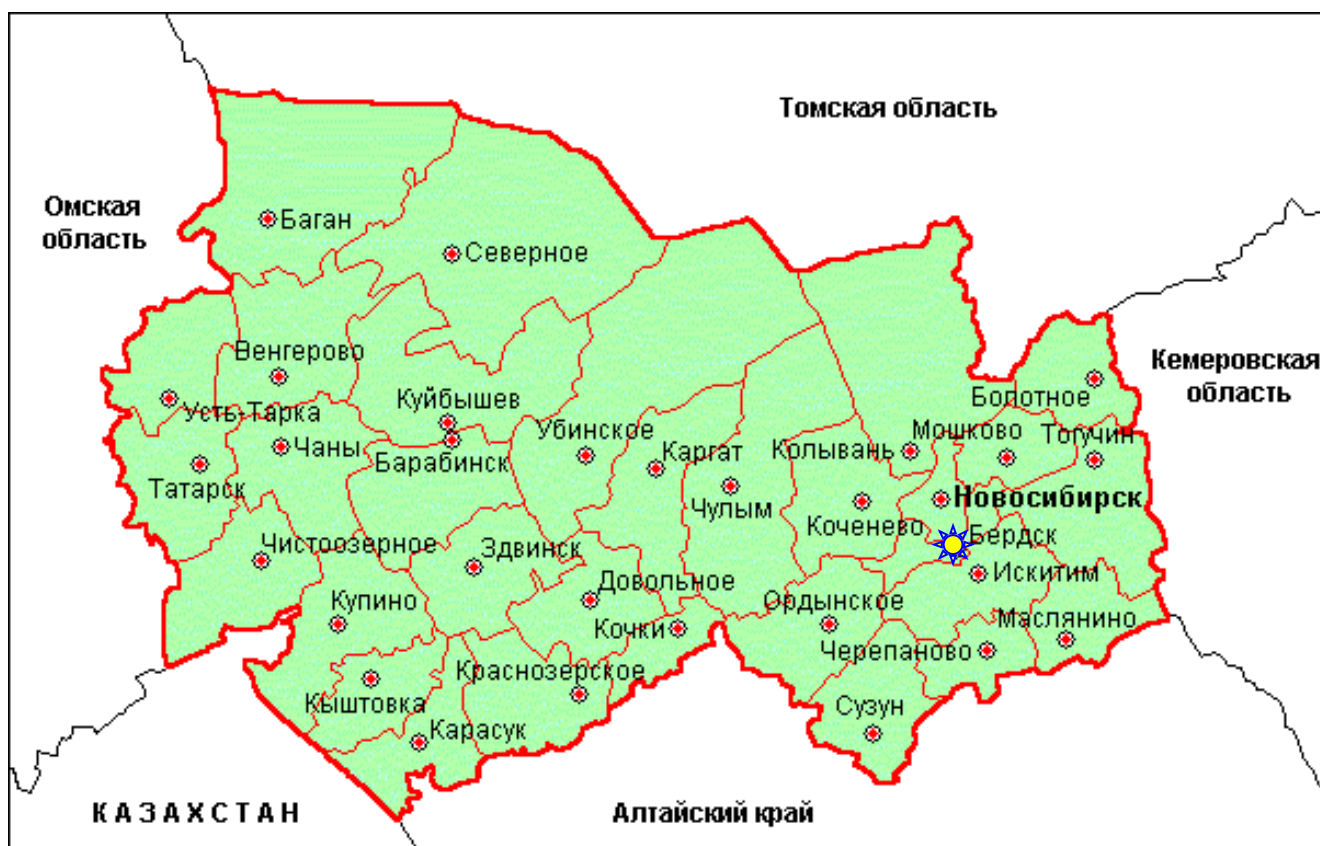 Томская область
Омская
область
Баган
Северное
Кемеровская
область
Венгерово
Болотное
Усть-Тарка
Куйбышев
Убинское
Мошково
Тогучин
Чаны
Барабинск
Каргат
Колывань
Татарск
Чулым
Новосибирск
Коченево
Бердск
Чистоозерное
Здвинск
Искитим
Довольное
Купино
Кочки
Ордынское
Маслянино
Черепаново
Краснозерское
Кыштовка
Сузун
Карасук
КАЗАХСТАН
Алтайский край